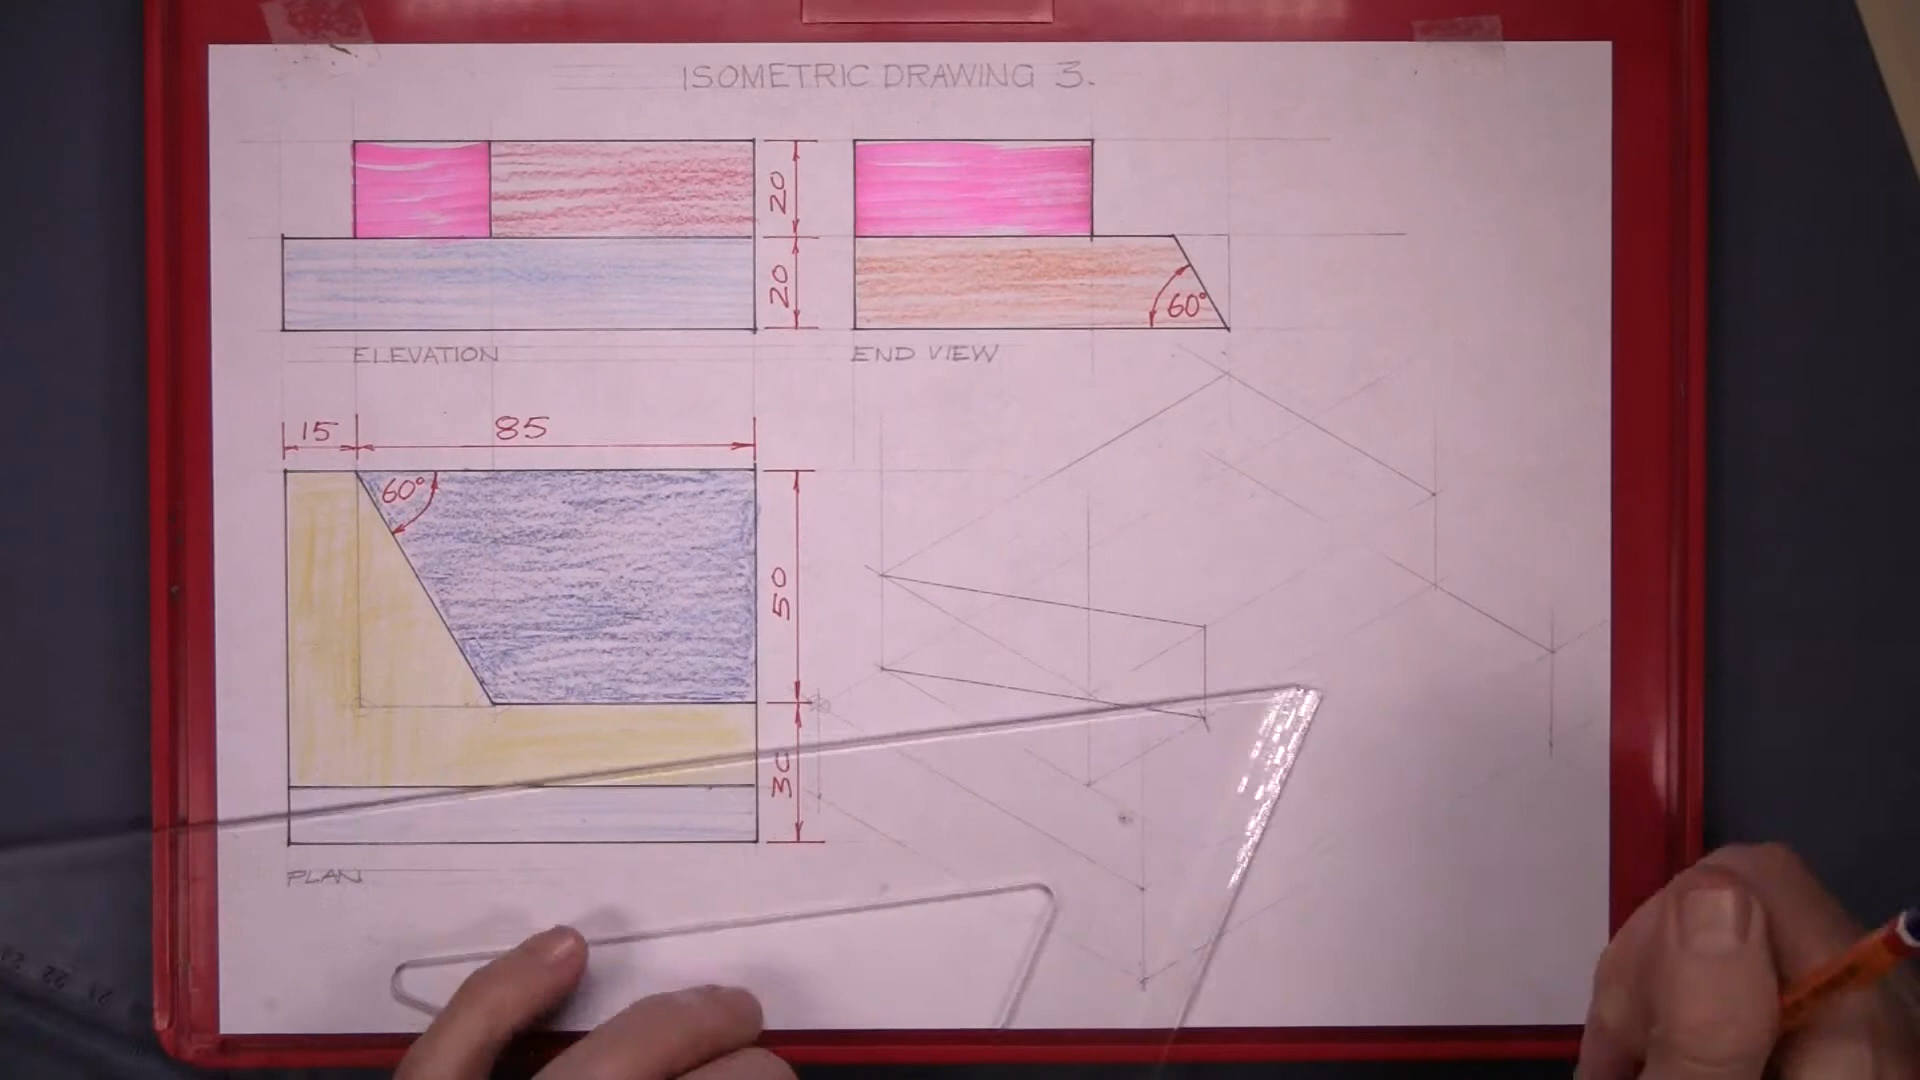 ISOMETRIC DRAWING 3.
20
20
60°
ELEVATION
END VIEW
15
85
60°
50
30
PLAN